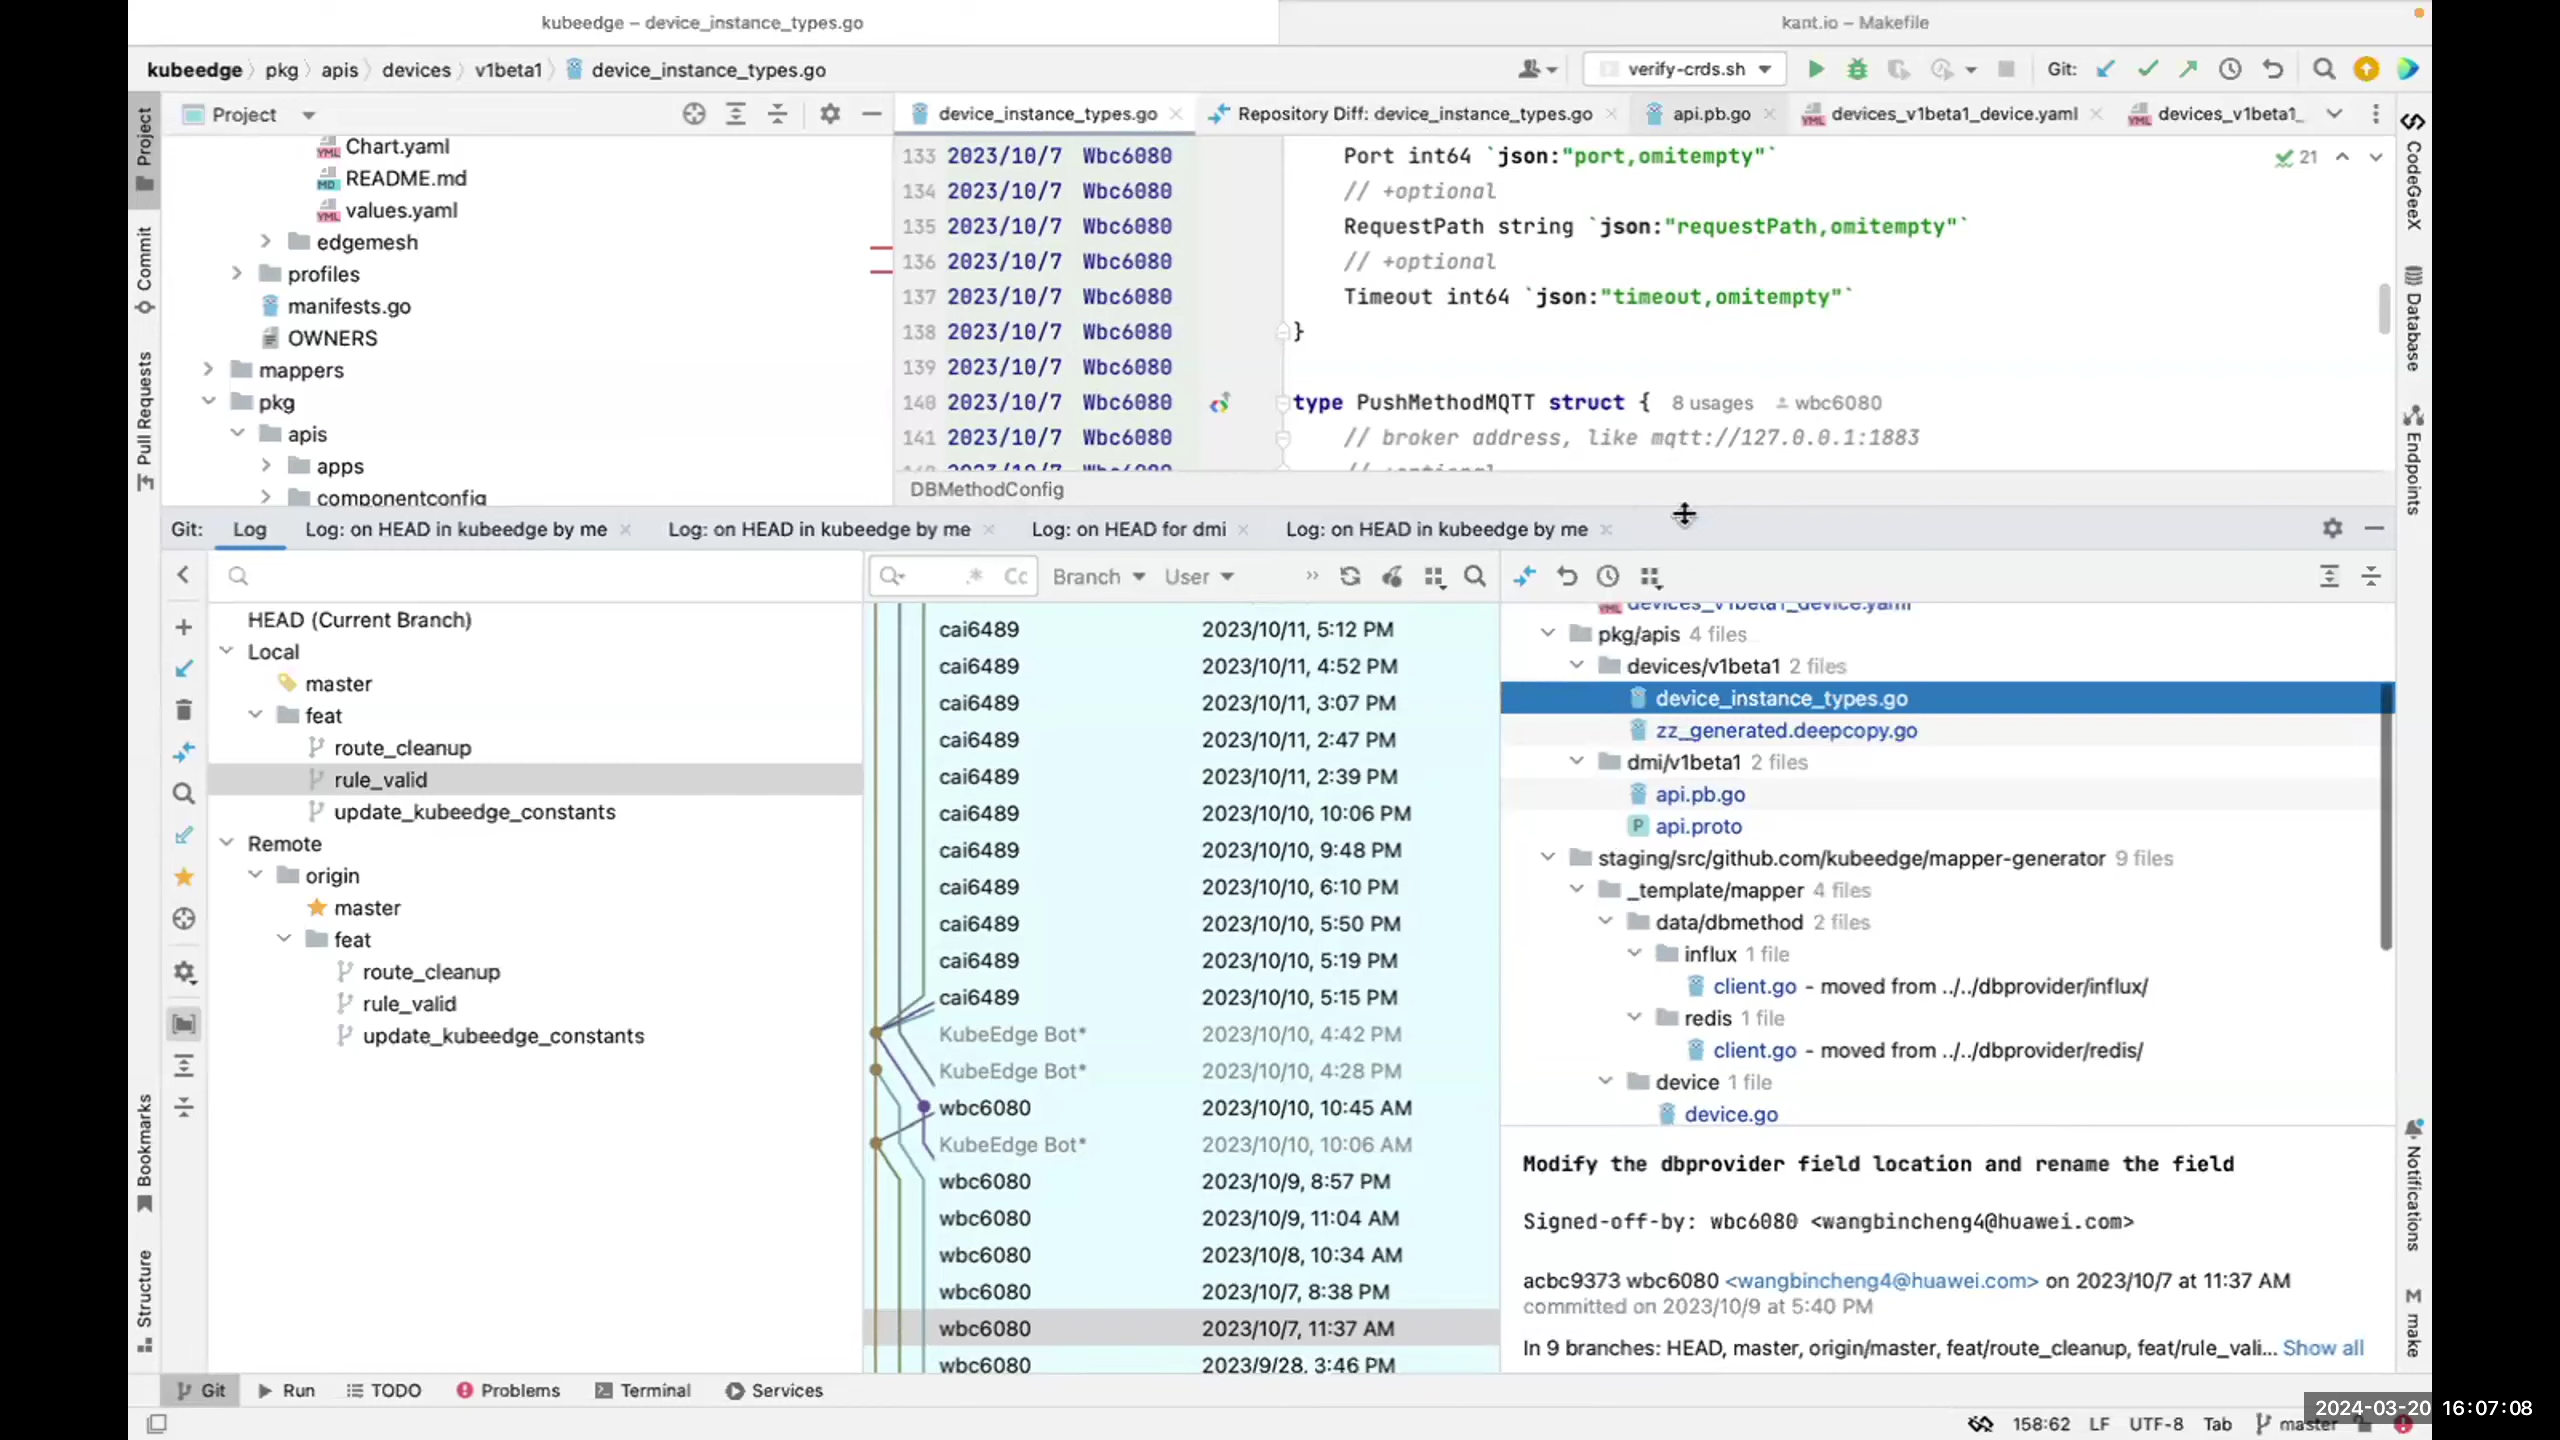 kubeedge – device_instance_types.go
kant.io – Makefile
kubeedge pkg apis devices v1beta1 device_instance_types.go
verify-crds.sh
Git:
Project
device_instance_types.go
Repository Diff: device_instance_types.go
api.pb.go
devices_v1beta1_device.yaml
devices_v1beta1_
Project
Commit
Pull Requests
Bookmarks
Structure
CodeGeeX
Database
Endpoints
Notifications
make
Chart.yaml
README.md
values.yaml
edgemesh
profiles
manifests.go
OWNERS
mappers
pkg
apis
apps
componentconfig
133 2023/10/7 Wbc6080 Port int64 `json:"port,omitempty"`
21
134 2023/10/7 Wbc6080 // +optional
135 2023/10/7 Wbc6080 RequestPath string `json:"requestPath,omitempty"`
136 2023/10/7 Wbc6080 // +optional
137 2023/10/7 Wbc6080 Timeout int64 `json:"timeout,omitempty"`
138 2023/10/7 Wbc6080 }
139 2023/10/7 Wbc6080
140 2023/10/7 Wbc6080 type PushMethodMQTT struct { 8 usages wbc6080
141 2023/10/7 Wbc6080 // broker address, like mqtt://127.0.0.1:1883
DBMethodConfig
Git: Log
Log: on HEAD in kubeedge by me
Log: on HEAD in kubeedge by me
Log: on HEAD for dmi
Log: on HEAD in kubeedge by me
HEAD (Current Branch)
Local
master
feat
route_cleanup
rule_valid
update_kubeedge_constants
Remote
origin
master
feat
route_cleanup
rule_valid
update_kubeedge_constants
.* Cc Branch User
cai6489 2023/10/11, 5:12 PM
cai6489 2023/10/11, 4:52 PM
cai6489 2023/10/11, 3:07 PM
cai6489 2023/10/11, 2:47 PM
cai6489 2023/10/11, 2:39 PM
cai6489 2023/10/10, 10:06 PM
cai6489 2023/10/10, 9:48 PM
cai6489 2023/10/10, 6:10 PM
cai6489 2023/10/10, 5:50 PM
cai6489 2023/10/10, 5:19 PM
cai6489 2023/10/10, 5:15 PM
KubeEdge Bot* 2023/10/10, 4:42 PM
KubeEdge Bot* 2023/10/10, 4:28 PM
wbc6080 2023/10/10, 10:45 AM
KubeEdge Bot* 2023/10/10, 10:06 AM
wbc6080 2023/10/9, 8:57 PM
wbc6080 2023/10/9, 11:04 AM
wbc6080 2023/10/8, 10:34 AM
wbc6080 2023/10/7, 8:38 PM
wbc6080 2023/10/7, 11:37 AM
wbc6080 2023/9/28, 3:46 PM
devices_v1beta1_device.yaml
pkg/apis 4 files
devices/v1beta1 2 files
device_instance_types.go
zz_generated.deepcopy.go
dmi/v1beta1 2 files
api.pb.go
api.proto
staging/src/github.com/kubeedge/mapper-generator 9 files
_template/mapper 4 files
data/dbmethod 2 files
influx 1 file
client.go - moved from ../../dbprovider/influx/
redis 1 file
client.go - moved from ../../dbprovider/redis/
device 1 file
device.go
Modify the dbprovider field location and rename the field
Signed-off-by: wbc6080 <wangbincheng4@huawei.com>
acbc9373 wbc6080 <wangbincheng4@huawei.com> on 2023/10/7 at 11:37 AM
committed on 2023/10/9 at 5:40 PM
In 9 branches: HEAD, master, origin/master, feat/route_cleanup, feat/rule_vali... Show all
Git Run TODO Problems Terminal Services
158:62 LF UTF-8 Tab master
2024-03-20 16:07:08